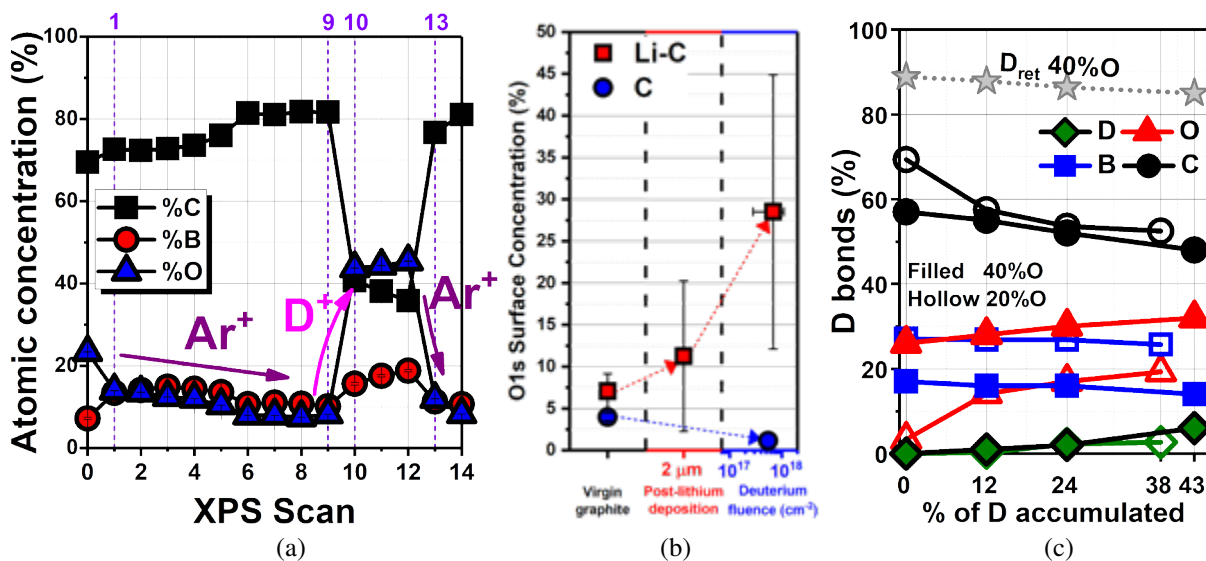 1 9 10 13
100
80
60
40
20
0
Atomic concentration (%)
%C
%B
%O
Ar+
D+
Ar+
0 2 4 6 8 10 12 14
XPS Scan
(a)
50
45
40
35
30
25
20
15
10
5
0
O1s Surface Concentration (%)
Li-C
C
2 μm 10^17 10^18
Virgin graphite
Post-lithium deposition
Deuterium fluence (cm-2)
(b)
100
80
60
40
20
0
D bonds (%)
Dret 40%O
D O
B C
Filled 40%O
Hollow 20%O
0 12 24 38 43
% of D accumulated
(c)